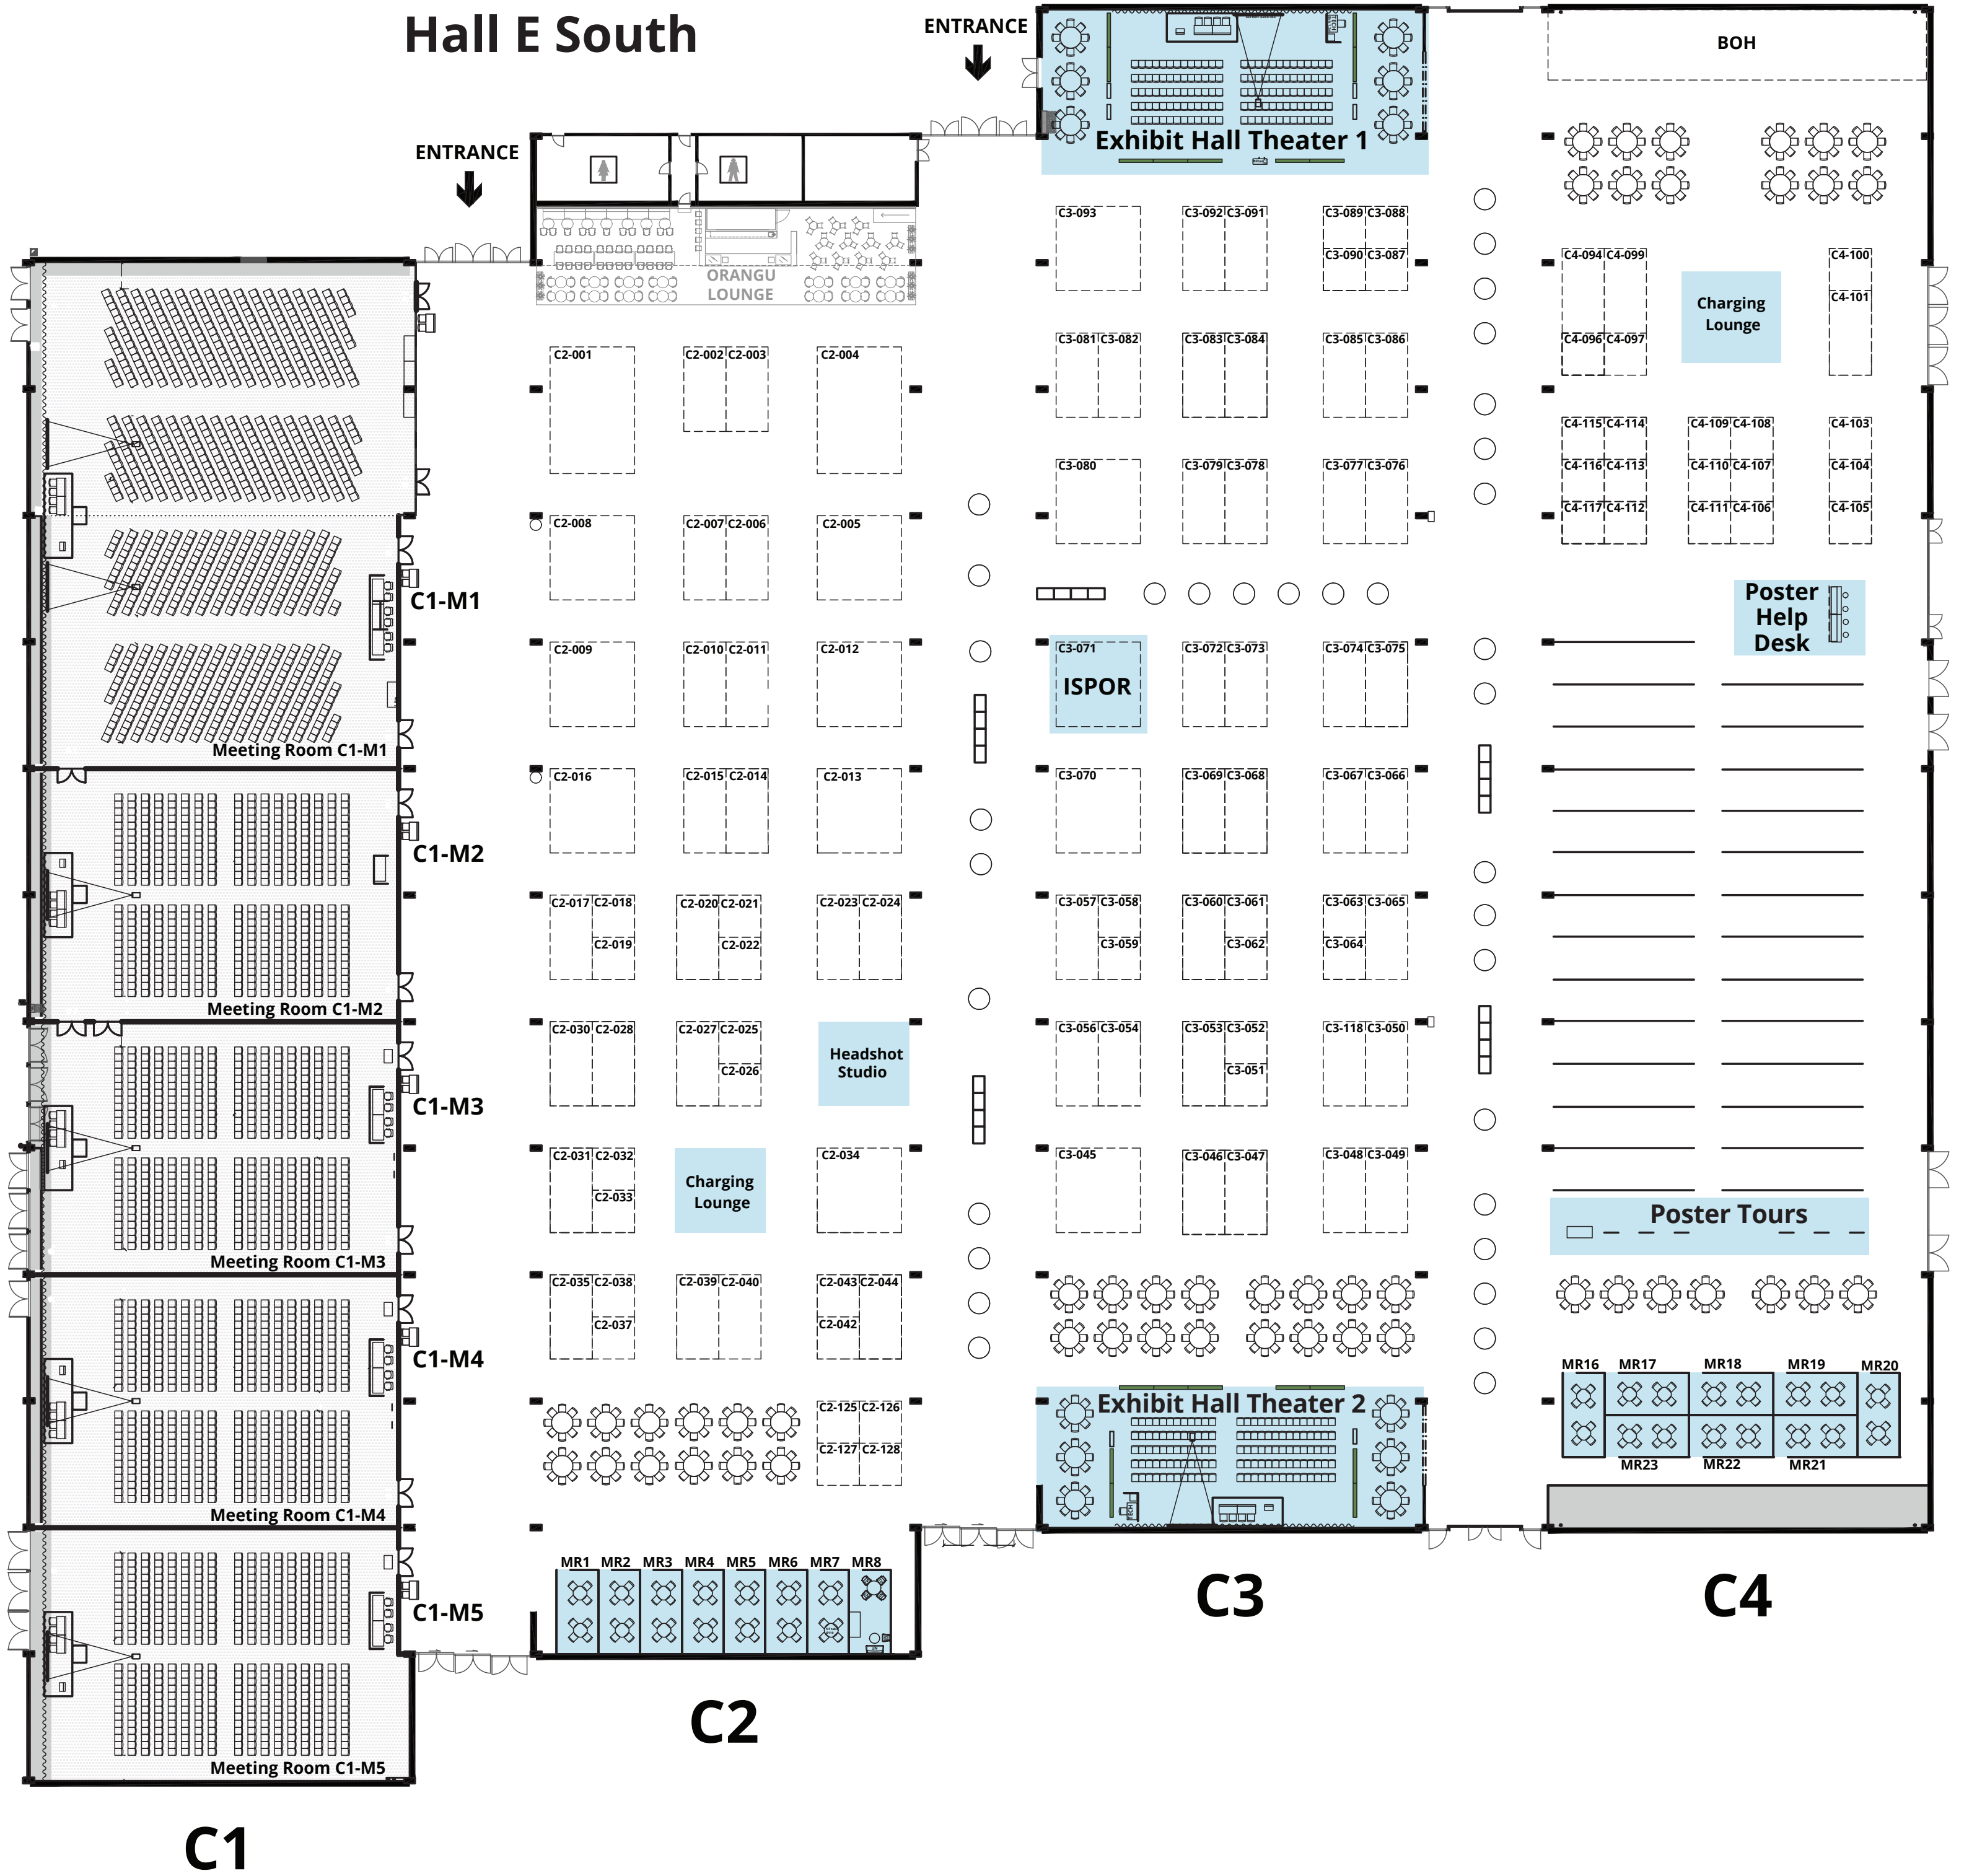 Hall E South
ENTRANCE
ENTRANCE
BOH
Exhibit Hall Theater 1
ORANGU
LOUNGE
C3-093 C3-092 C3-091 C3-089 C3-088
C3-090 C3-087
C4-094 C4-099 C4-100
Charging
Lounge
C4-101
C3-081 C3-082 C3-083 C3-084 C3-085 C3-086
C4-096 C4-097
C2-001 C2-002 C2-003 C2-004
C4-115 C4-114 C4-109 C4-108 C4-103
C3-080 C3-079 C3-078 C3-077 C3-076
C4-116 C4-113 C4-110 C4-107 C4-104
C4-117 C4-112 C4-111 C4-106 C4-105
C2-008 C2-007 C2-006 C2-005
C1-M1
Poster
Help
Desk
C2-009 C2-010 C2-011 C2-012
C3-071 C3-072 C3-073 C3-074 C3-075
ISPOR
Meeting Room C1-M1
C2-016 C2-015 C2-014 C2-013
C3-070 C3-069 C3-068 C3-067 C3-066
C1-M2
C2-017 C2-018 C2-020 C2-021 C2-023 C2-024
C2-019 C2-022
C3-057 C3-058 C3-060 C3-061 C3-063 C3-065
C3-059 C3-062 C3-064
Meeting Room C1-M2
C2-030 C2-028 C2-027 C2-025
C2-026
Headshot
Studio
C3-056 C3-054 C3-053 C3-052 C3-118 C3-050
C3-051
C1-M3
C2-031 C2-032 C2-034
C2-033
Charging
Lounge
C3-045 C3-046 C3-047 C3-048 C3-049
Poster Tours
Meeting Room C1-M3
C2-035 C2-038 C2-039 C2-040 C2-043 C2-044
C2-037 C2-042
C1-M4
MR16 MR17 MR18 MR19 MR20
Exhibit Hall Theater 2
C2-125 C2-126
C2-127 C2-128
MR23 MR22 MR21
TECH
Meeting Room C1-M4
MR1 MR2 MR3 MR4 MR5 MR6 MR7 MR8
C1-M5
C3
C4
C2
Meeting Room C1-M5
C1